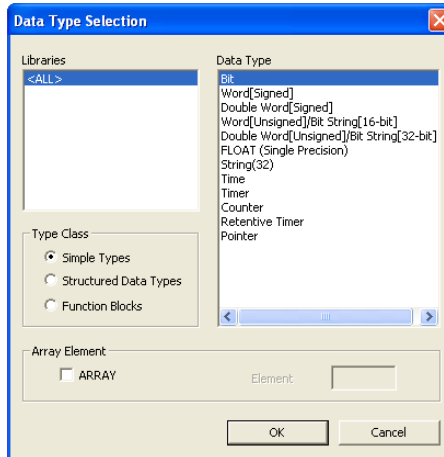 Data Type Selection
Libraries
<ALL>
Data Type
Bit
Word[Signed]
Double Word[Signed]
Word[Unsigned]/Bit String[16-bit]
Double Word[Unsigned]/Bit String[32-bit]
FLOAT (Single Precision)
String(32)
Time
Timer
Counter
Retentive Timer
Pointer
Type Class
Simple Types
Structured Data Types
Function Blocks
Array Element
ARRAY
Element
OK
Cancel